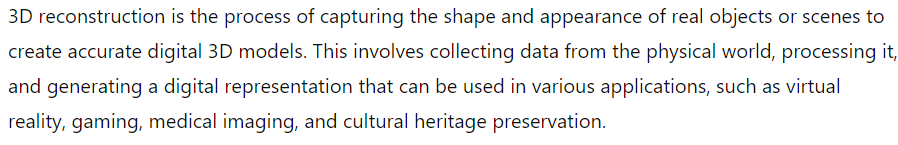 3D reconstruction is the process of capturing the shape and appearance of real objects or scenes to
create accurate digital 3D models. This involves collecting data from the physical world, processing it,
and generating a digital representation that can be used in various applications, such as virtual
reality, gaming, medical imaging, and cultural heritage preservation.